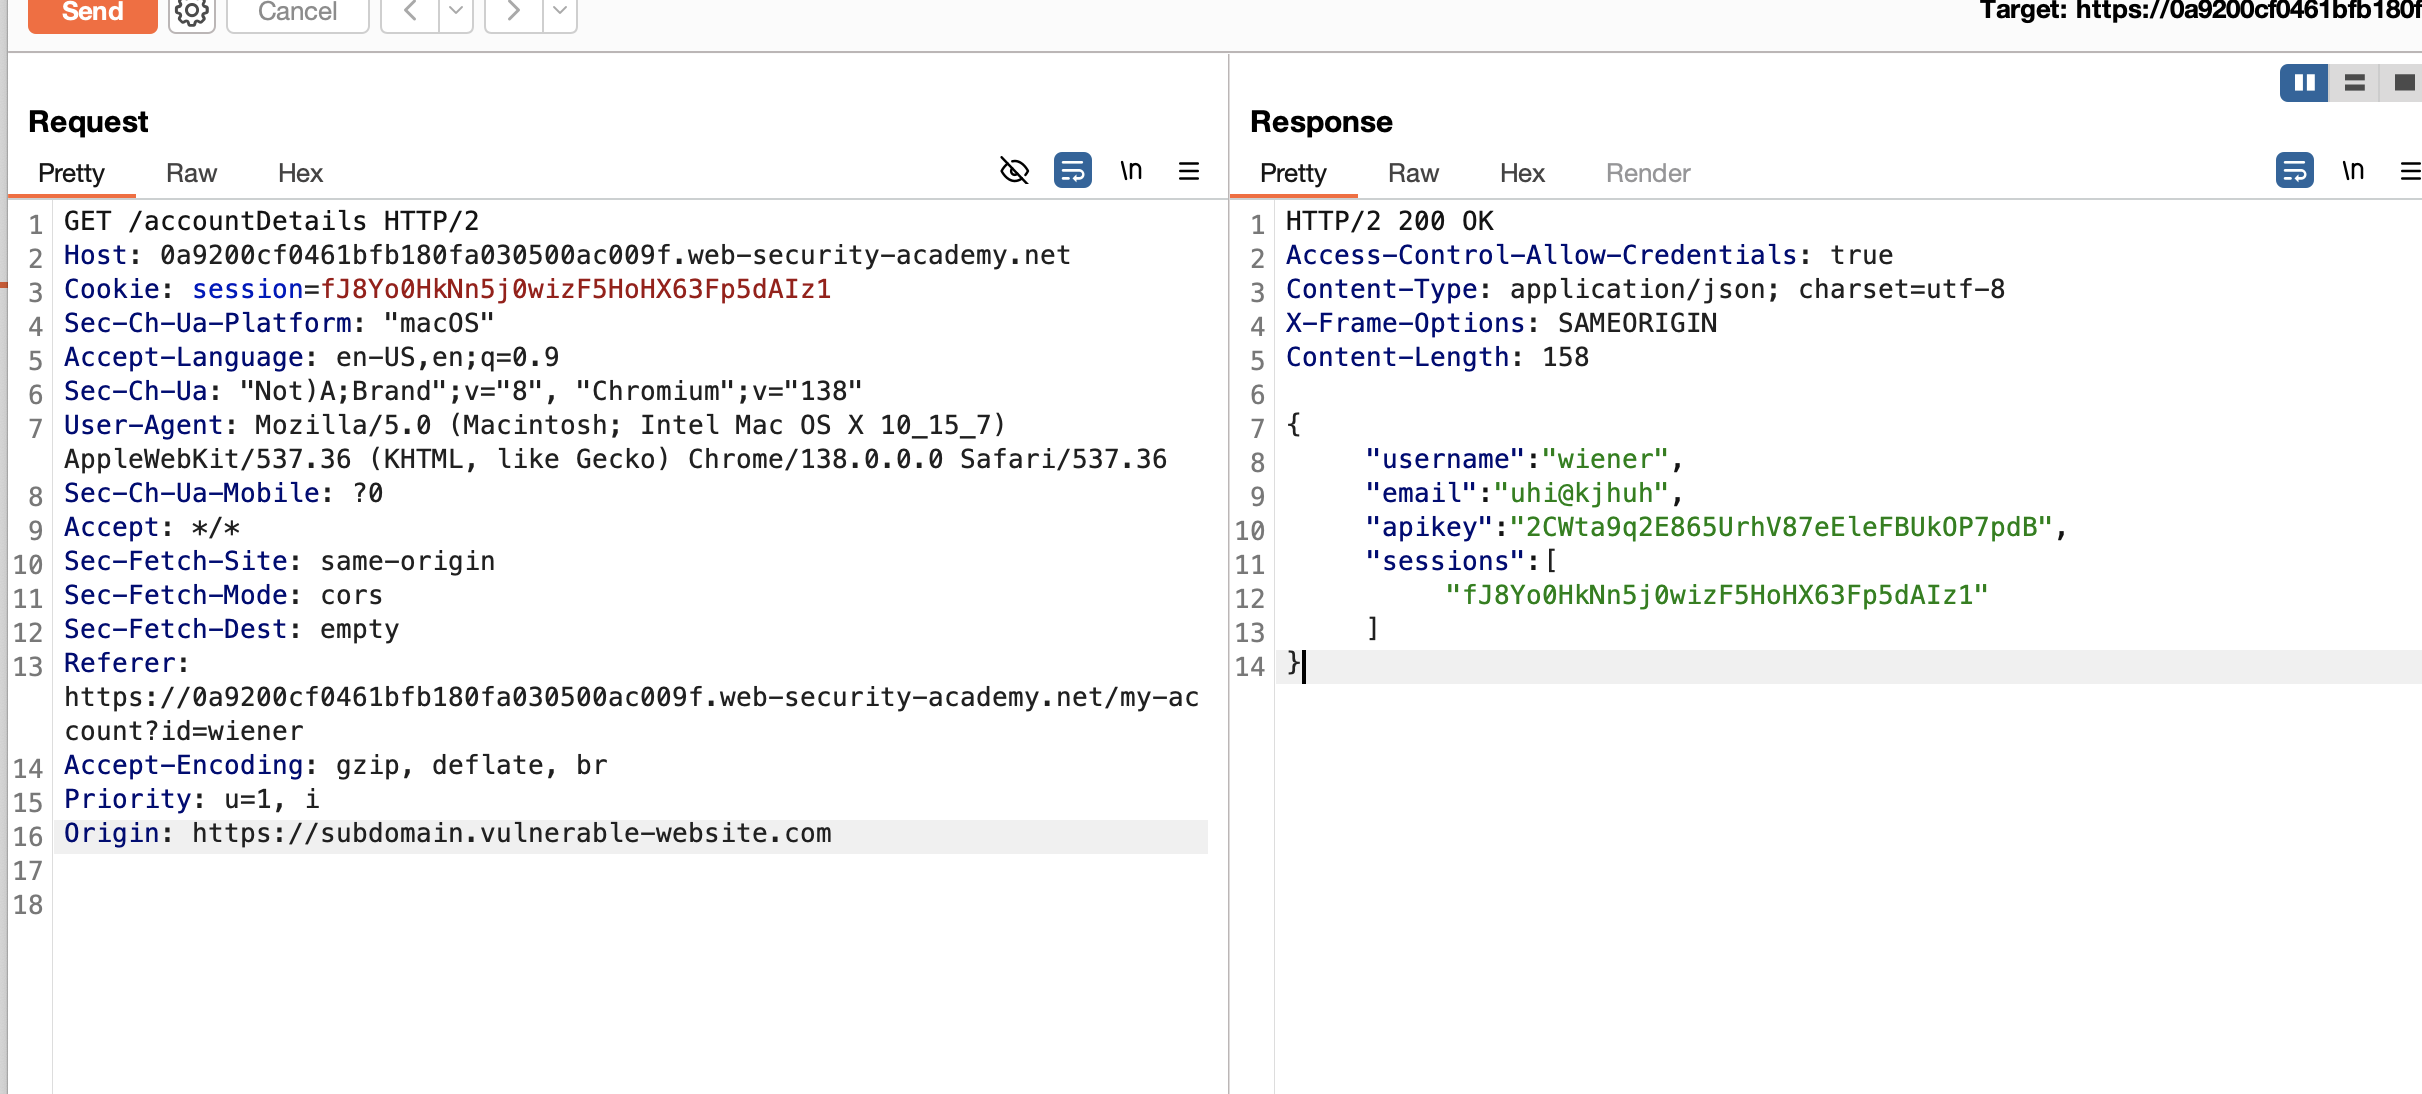 Send Cancel Target: https://0a9200cf0461bfb180f
Request
Pretty Raw Hex \n
1 GET /accountDetails HTTP/2
2 Host: 0a9200cf0461bfb180fa030500ac009f.web-security-academy.net
3 Cookie: session=fJ8Yo0HkNn5j0wizF5HoHX63Fp5dAIz1
4 Sec-Ch-Ua-Platform: "macOS"
5 Accept-Language: en-US,en;q=0.9
6 Sec-Ch-Ua: "Not)A;Brand";v="8", "Chromium";v="138"
7 User-Agent: Mozilla/5.0 (Macintosh; Intel Mac OS X 10_15_7)
AppleWebKit/537.36 (KHTML, like Gecko) Chrome/138.0.0.0 Safari/537.36
8 Sec-Ch-Ua-Mobile: ?0
9 Accept: */*
10 Sec-Fetch-Site: same-origin
11 Sec-Fetch-Mode: cors
12 Sec-Fetch-Dest: empty
13 Referer:
https://0a9200cf0461bfb180fa030500ac009f.web-security-academy.net/my-ac
count?id=wiener
14 Accept-Encoding: gzip, deflate, br
15 Priority: u=1, i
16 Origin: https://subdomain.vulnerable-website.com
17
18
Response
Pretty Raw Hex Render \n
1 HTTP/2 200 OK
2 Access-Control-Allow-Credentials: true
3 Content-Type: application/json; charset=utf-8
4 X-Frame-Options: SAMEORIGIN
5 Content-Length: 158
6
7 {
8 "username":"wiener",
9 "email":"uhi@kjhuh",
10 "apikey":"2CWta9q2E865UrhV87eEleFBUkOP7pdB",
11 "sessions":[
12 "fJ8Yo0HkNn5j0wizF5HoHX63Fp5dAIz1"
13 ]
14 }